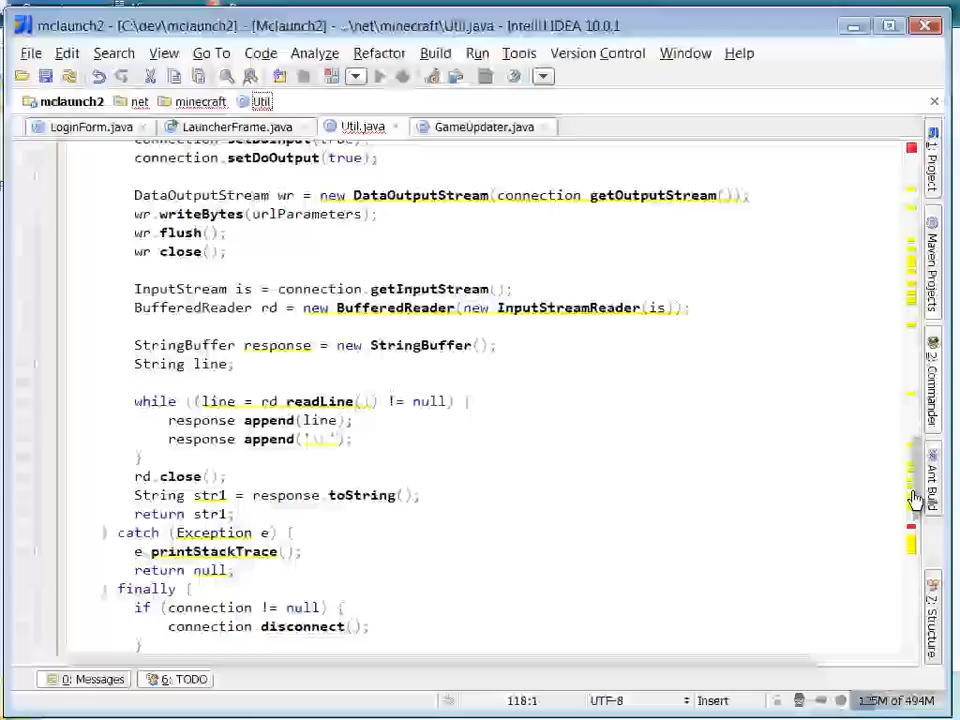 mclaunch2 - [C:\dev\mclaunch2] - [Mclaunch2] - ...\net\minecraft\Util.java - IntelliJ IDEA 10.0.1
File Edit Search View Go To Code Analyze Refactor Build Run Tools Version Control Window Help
mclaunch2 net minecraft Util
LoginForm.java LauncherFrame.java Util.java GameUpdater.java
connection.setDoInput(true);
connection.setDoOutput(true);
DataOutputStream wr = new DataOutputStream(connection.getOutputStream());
wr.writeBytes(urlParameters);
wr.flush();
wr.close();
InputStream is = connection.getInputStream();
BufferedReader rd = new BufferedReader(new InputStreamReader(is));
StringBuffer response = new StringBuffer();
String line;
while ((line = rd.readLine()) != null) {
response.append(line);
response.append(
}
rd.close();
String str1 = response.toString();
return str1;
} catch (Exception e) {
e.printStackTrace();
return null;
} finally {
if (connection != null) {
connection.disconnect();
}
1: Project
Maven Projects
2: Commander
Ant Build
7: Structure
0: Messages 6: TODO
118:1 UTF-8 Insert 125M of 494M